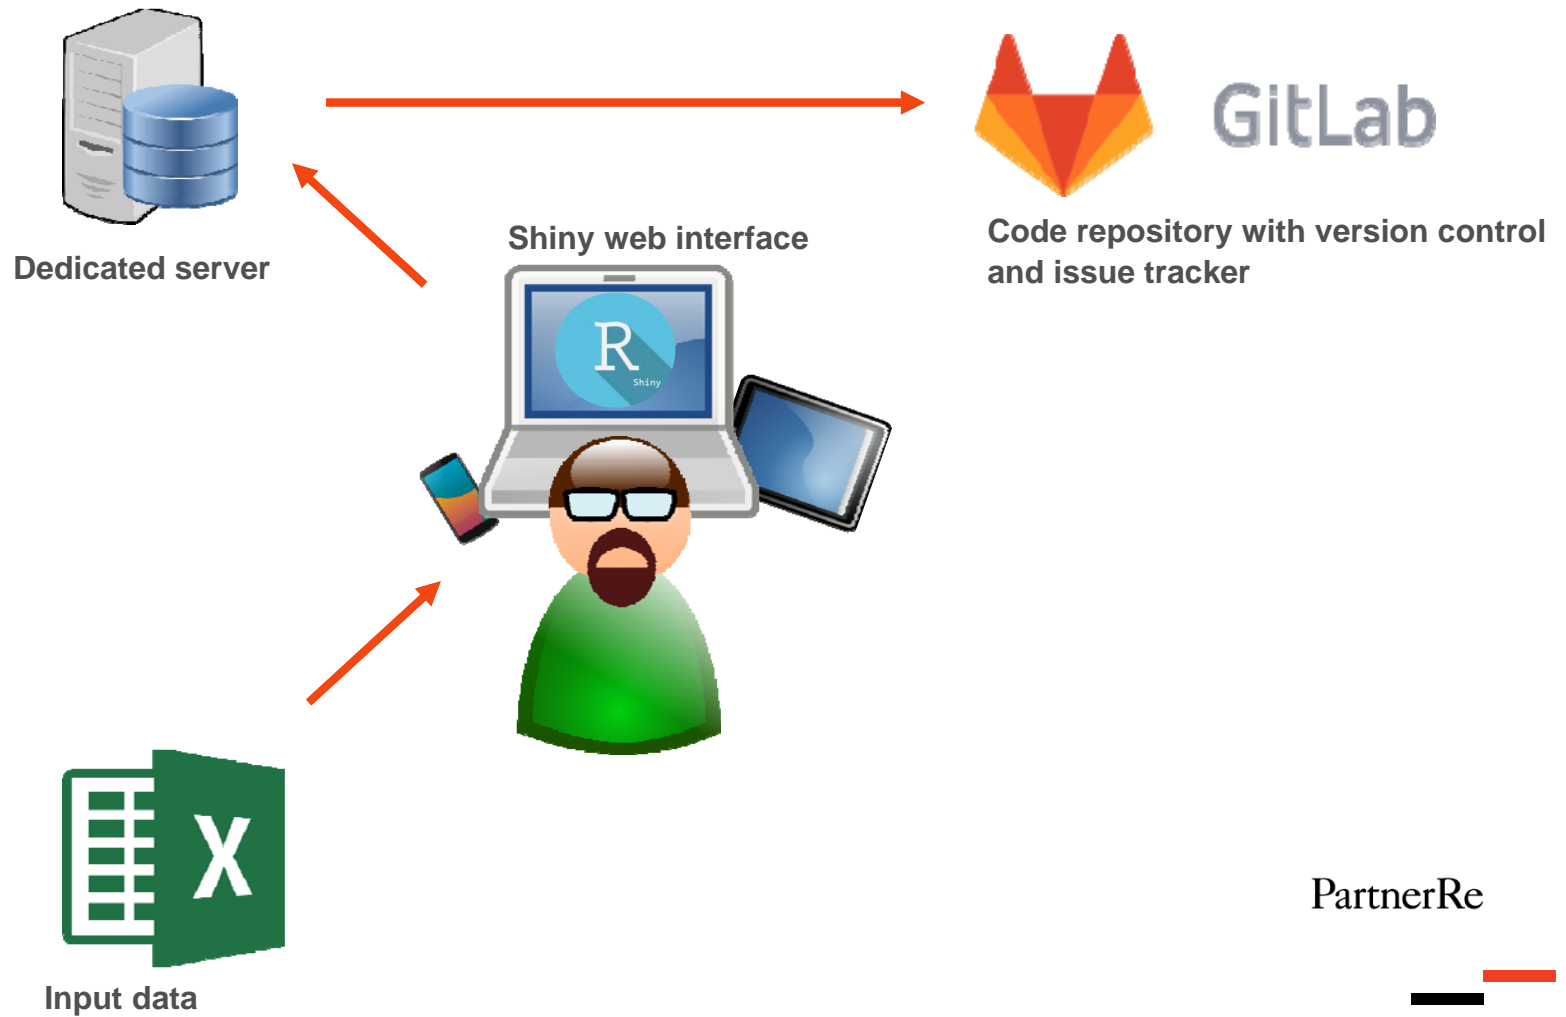 GitLab
Shiny web interface
Code repository with version control
and issue tracker
Dedicated server
R
Shiny
X
PartnerRe
Input data